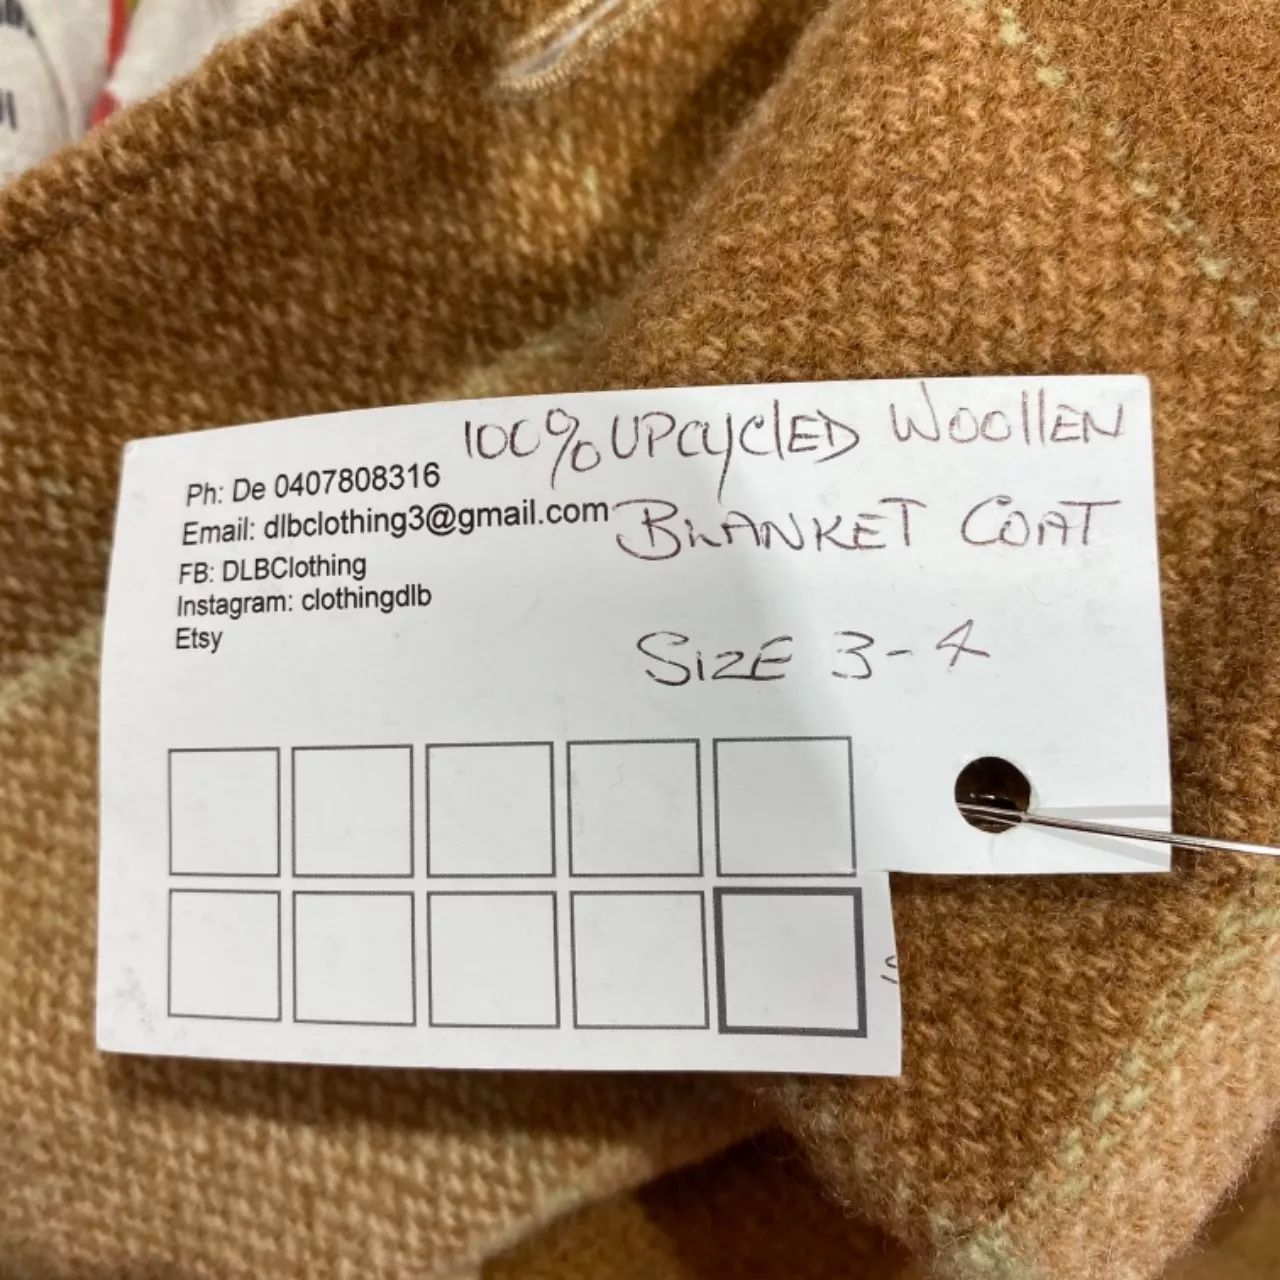 100% UPCYCLED WOOLLEN
BLANKET COAT
SIZE 3-4
Ph: De 0407808316
Email: dlbclothing3@gmail.com
FB: DLBClothing
Instagram: clothingdlb
Etsy